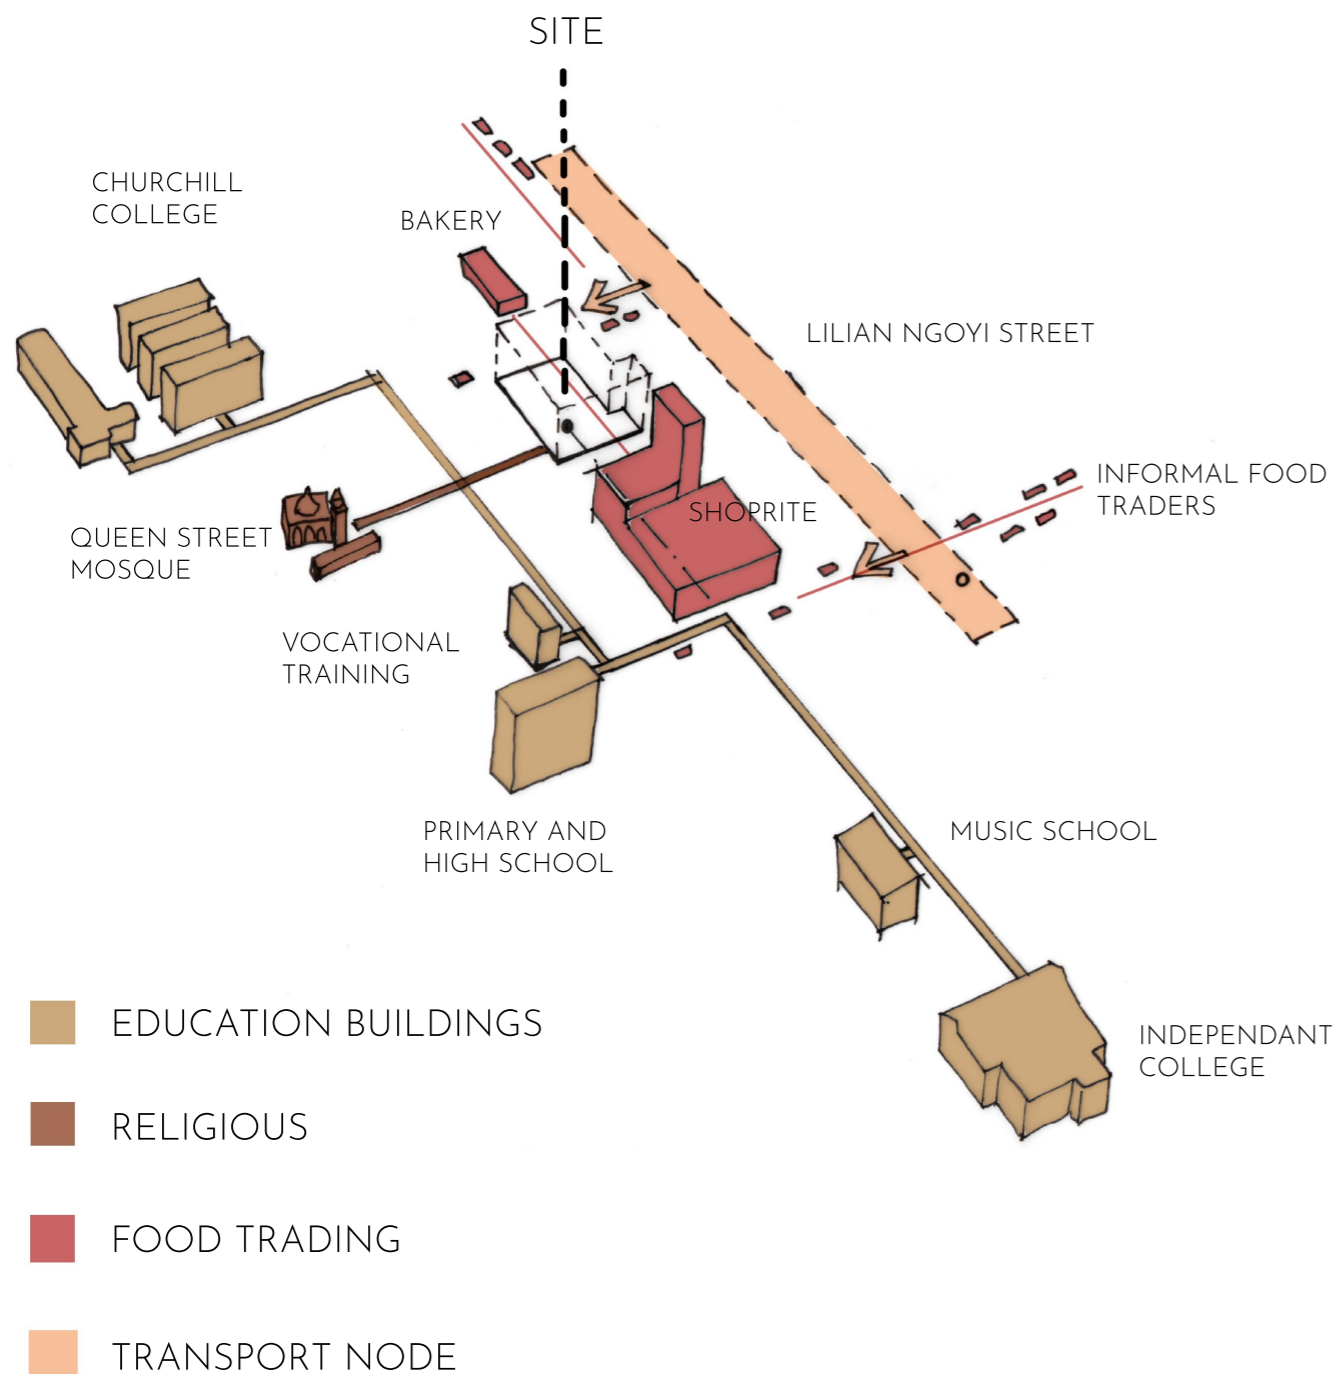 SITE
CHURCHILL
COLLEGE
BAKERY
LILIAN NGOYI STREET
INFORMAL FOOD
TRADERS
SHOPRITE
QUEEN STREET
MOSQUE
VOCATIONAL
TRAINING
PRIMARY AND
HIGH SCHOOL
MUSIC SCHOOL
INDEPENDANT
COLLEGE
EDUCATION BUILDINGS
RELIGIOUS
FOOD TRADING
TRANSPORT NODE